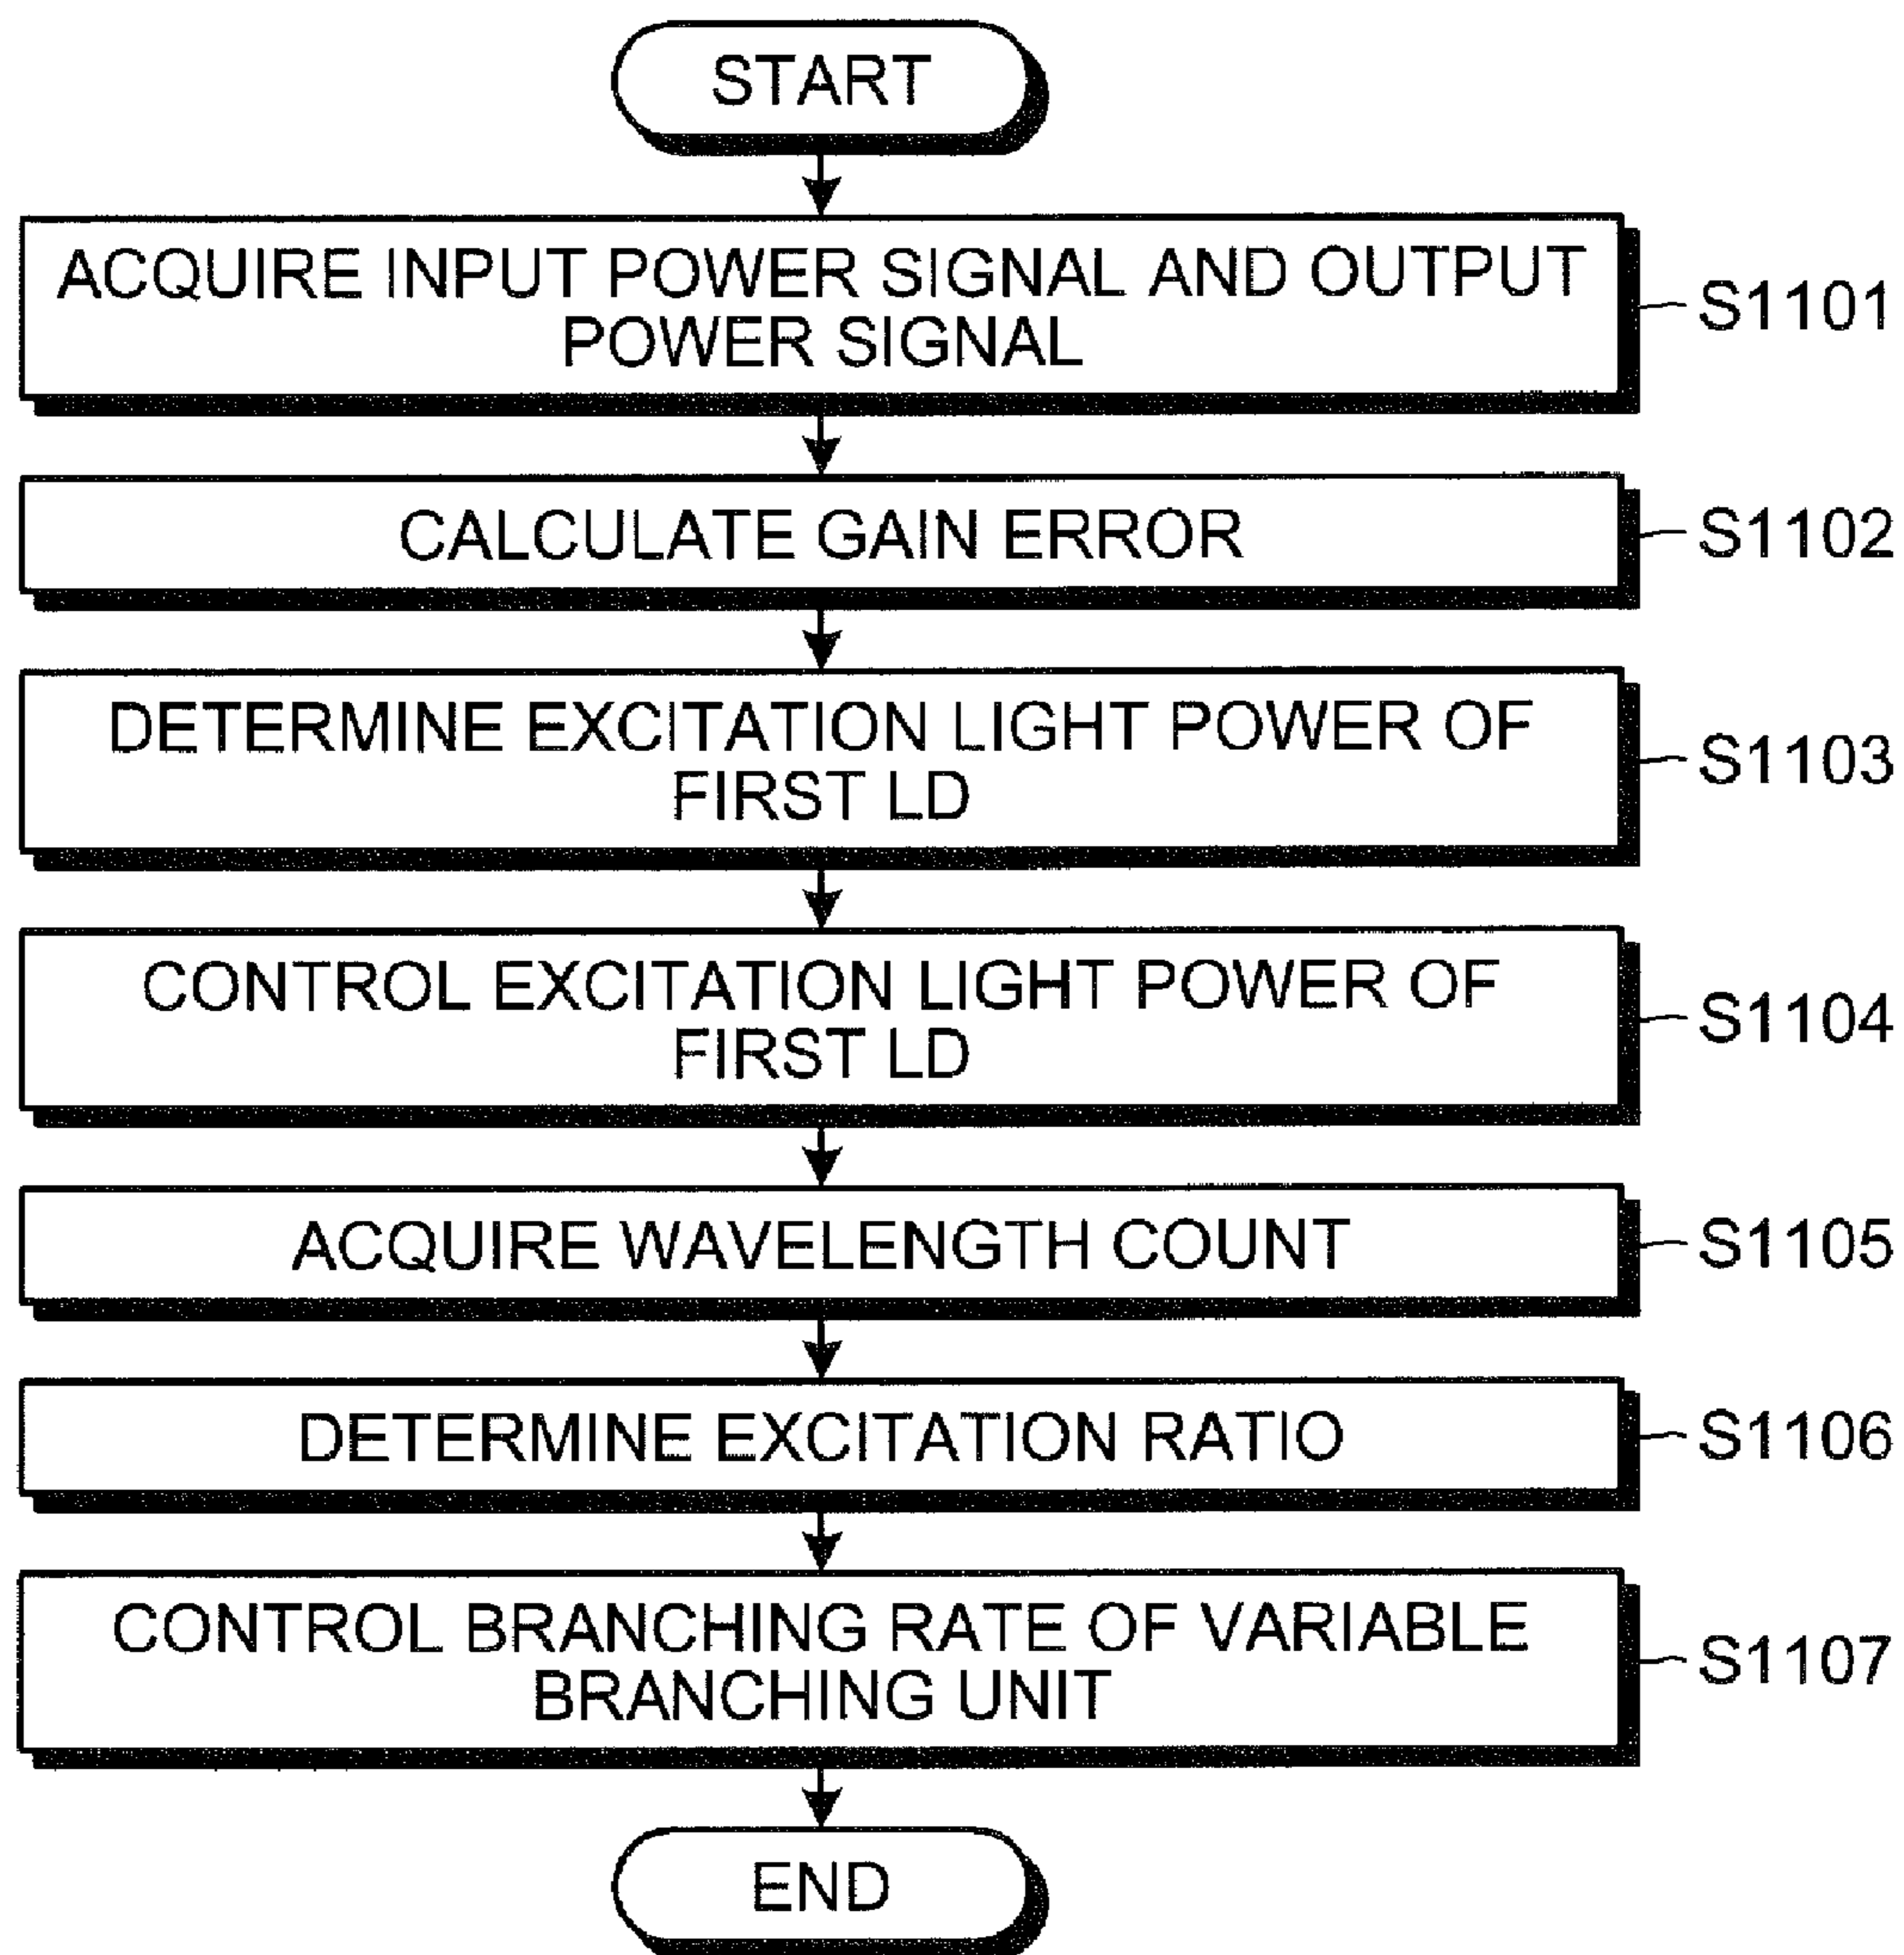 START
ACQUIRE INPUT POWER SIGNAL AND OUTPUT
POWER SIGNAL
S1101
CALCULATE GAIN ERROR
S1102
DETERMINE EXCITATION LIGHT POWER OF
FIRST LD
S1103
CONTROL EXCITATION LIGHT POWER OF
FIRST LD
S1104
ACQUIRE WAVELENGTH COUNT
S1105
DETERMINE EXCITATION RATIO
S1106
CONTROL BRANCHING RATE OF VARIABLE
BRANCHING UNIT
S1107
END